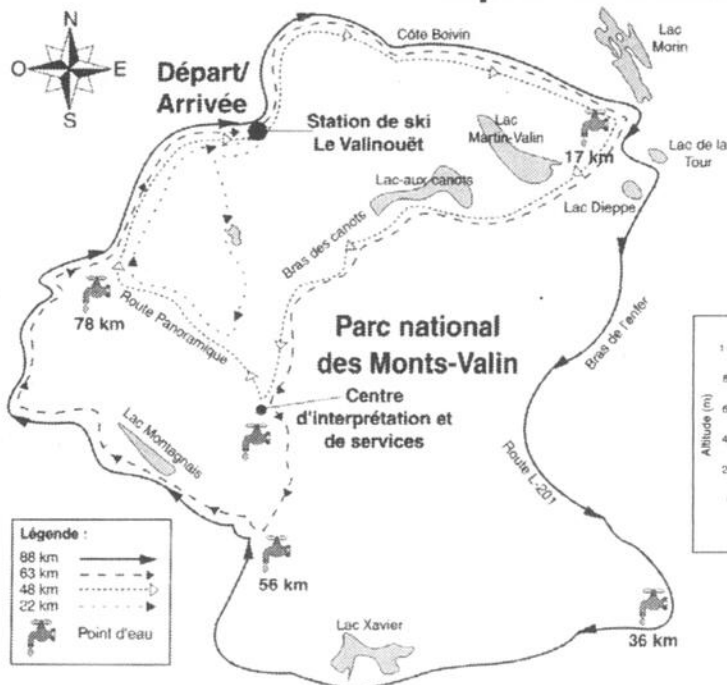 N
O
E
S
Départ/
Arrivée
Côte Boivin
Lac
Morin
Station de ski
Le Valinouët
Lac
Martin-Valin
17 km
Lac de la
Tour
Lac-aux-canots
Lac Dieppe
Bras des canots
78 km
Route Panoramique
Parc national
des Monts-Valin
Bras de l'enfer
Centre
d'interprétation et
de services
Lac Montagnais
Route L-201
Altitude (m)
Légende :
88 km
63 km
48 km
22 km
Point d'eau
56 km
Lac Xavier
36 km